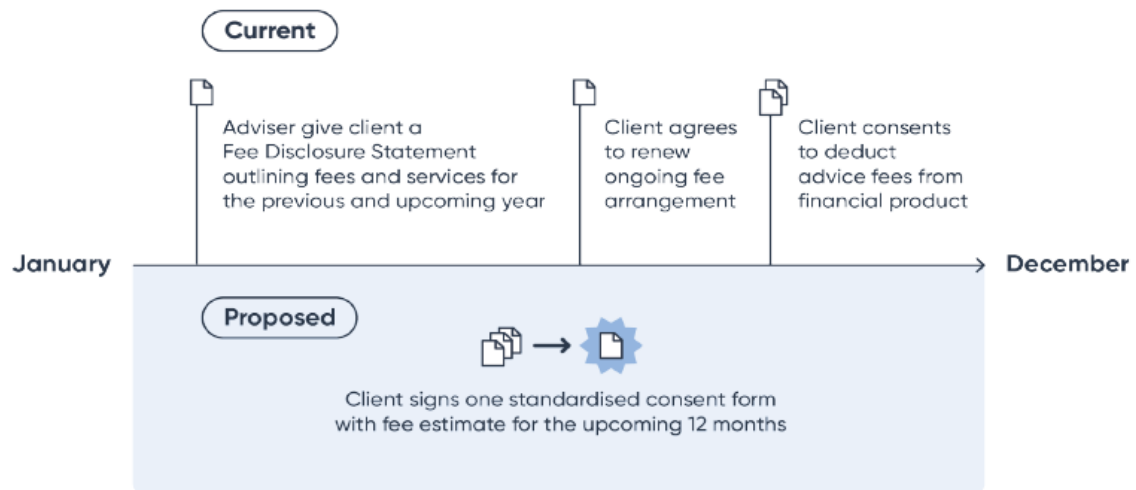 Current
Adviser give client a
Fee Disclosure Statement
outlining fees and services for
the previous and upcoming year
Client agrees
to renew
ongoing fee
arrangement
Client consents
to deduct
advice fees from
financial product
January
December
Proposed
Client signs one standardised consent form
with fee estimate for the upcoming 12 months